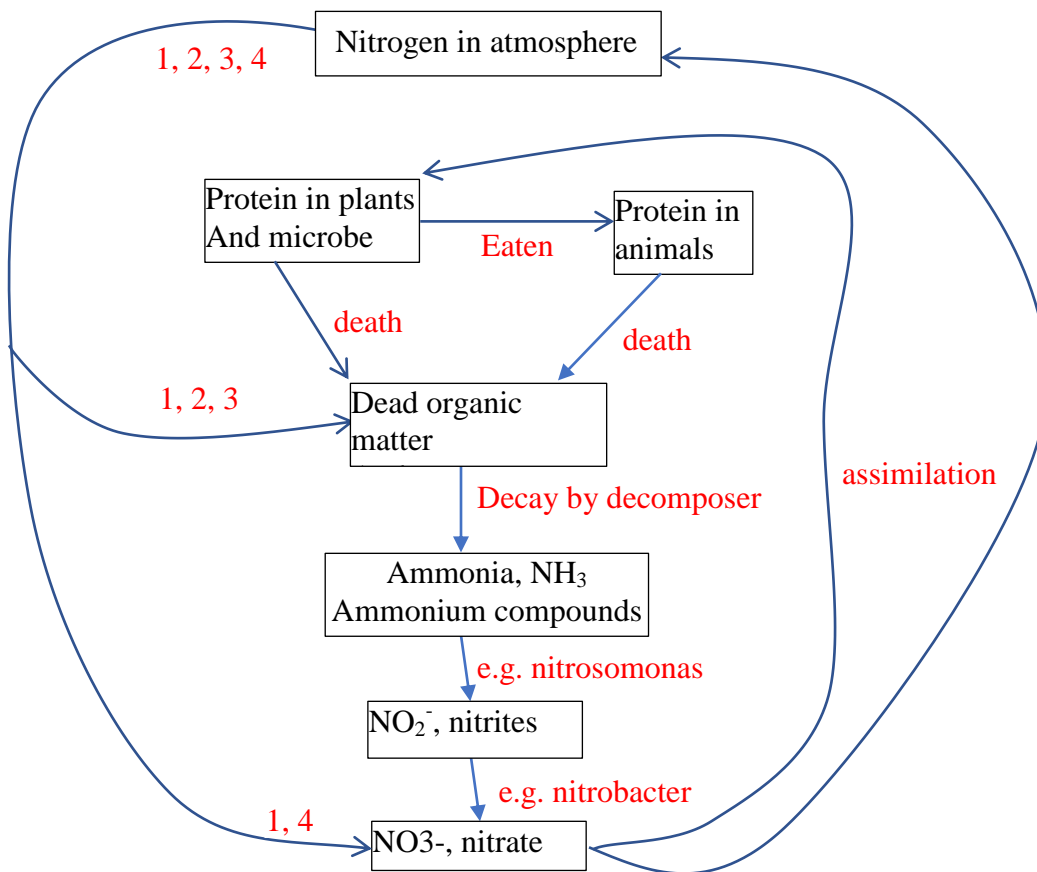 Nitrogen in atmosphere
1, 2, 3, 4
Protein in plants
And microbe
Eaten
Protein in
animals
death
death
1, 2, 3
Dead organic
matter
assimilation
Decay by decomposer
Ammonia, NH₃
Ammonium compounds
e.g. nitrosomonas
NO₂⁻, nitrites
e.g. nitrobacter
1, 4
NO3-, nitrate